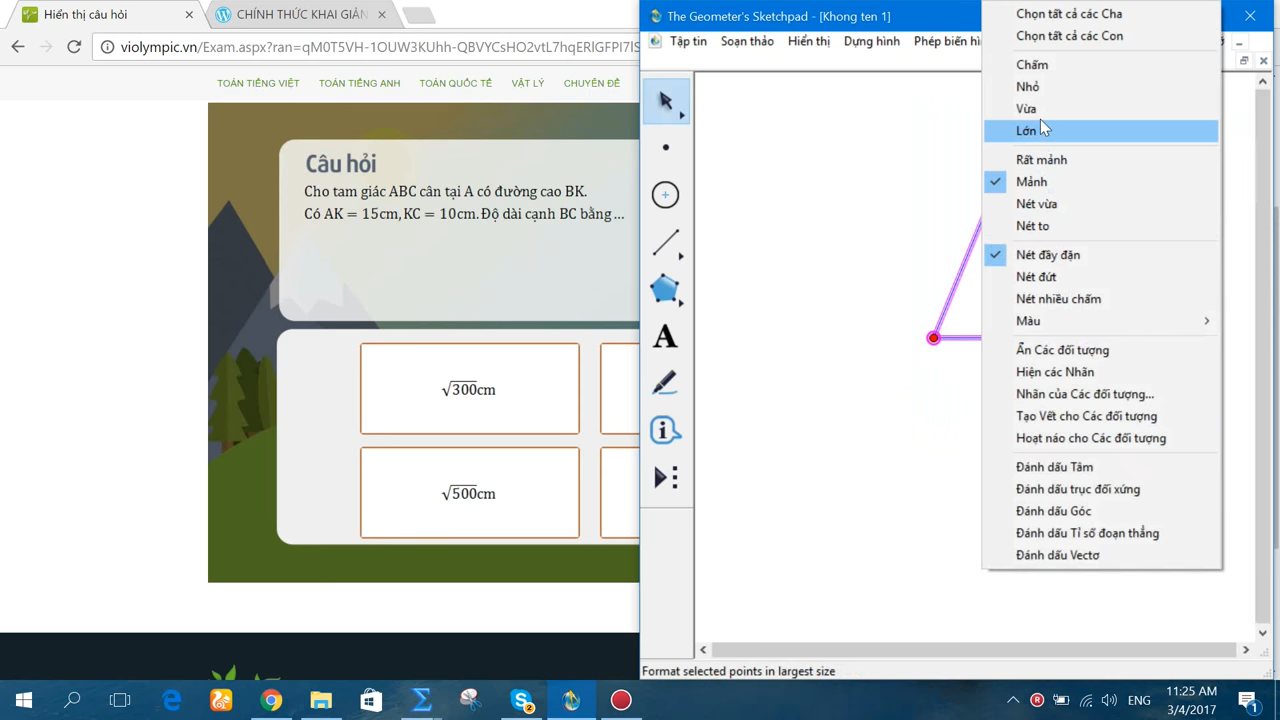 Hiển thị câu hỏi
CHÍNH THỨC KHAI GIẢN
violympic.vn/Exam.aspx?ran=
TOÁN TIẾNG VIỆT
TOÁN TIẾNG ANH
TOÁN QUỐC TẾ
VẬT LÝ
CHUYỂN ĐỔI
Câu hỏi
Cho tam giác ABC cân tại A có đường cao BK.
Có AK = 15cm, KC = 10cm. Độ dài cạnh BC bằng ...
√300cm
√500cm
The Geometer's Sketchpad - [Khong ten 1]
Tập tin
Soạn thảo
Hiển thị
Dựng hình
Phép biến hì
A
Chọn tất cả các Cha
Chọn tất cả các Con
Chấm
Nhỏ
Vừa
Lớn
Rất mảnh
Mảnh
Nét vừa
Nét to
Nét đầy đặn
Nét đứt
Nét nhiều chấm
Màu
Ẩn Các đối tượng
Hiện các Nhãn
Nhãn của Các đối tượng...
Tạo Vết cho Các đối tượng
Hoạt náo cho Các đối tượng
Đánh dấu Tâm
Đánh dấu trục đối xứng
Đánh dấu Góc
Đánh dấu Tỉ số đoạn thẳng
Đánh dấu Vectơ
Format selected points in largest size
ENG
11:25 AM
3/4/2017